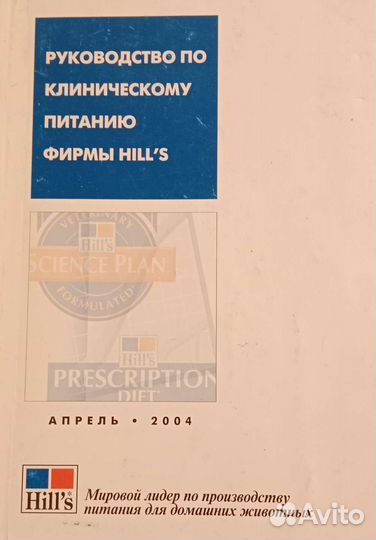 РУКОВОДСТВО ПО
КЛИНИЧЕСКОМУ
ПИТАНИЮ
ФИРМЫ HILL'S
VETERINARY
Hill's
SCIENCE PLAN
FORMULATED
Hill's
PRESCRIPTION
DIET
АПРЕЛЬ • 2004
Hill's
Мировой лидер по производству
питания для домашних животных
Avito